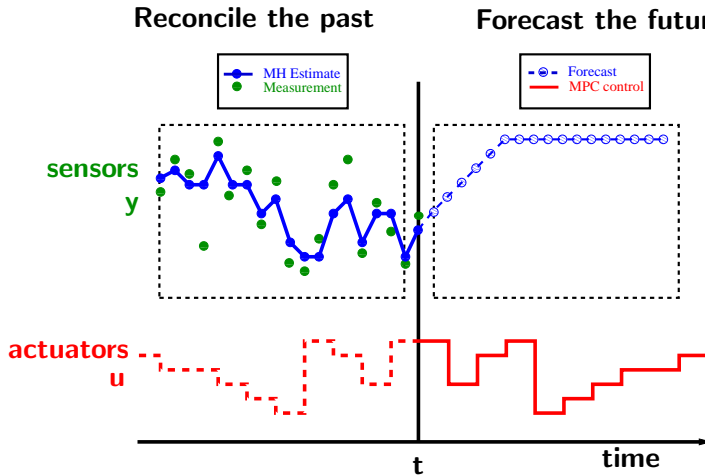 Reconcile the past
Forecast the futur
MH Estimate
Measurement
Forecast
MPC control
sensors
y
actuators
u
t
time